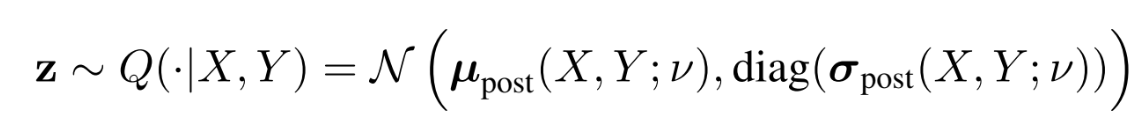 z ∼ Q(·|X, Y) = 𝒩(μ_post(X, Y; ν), diag(σ_post(X, Y; ν)))